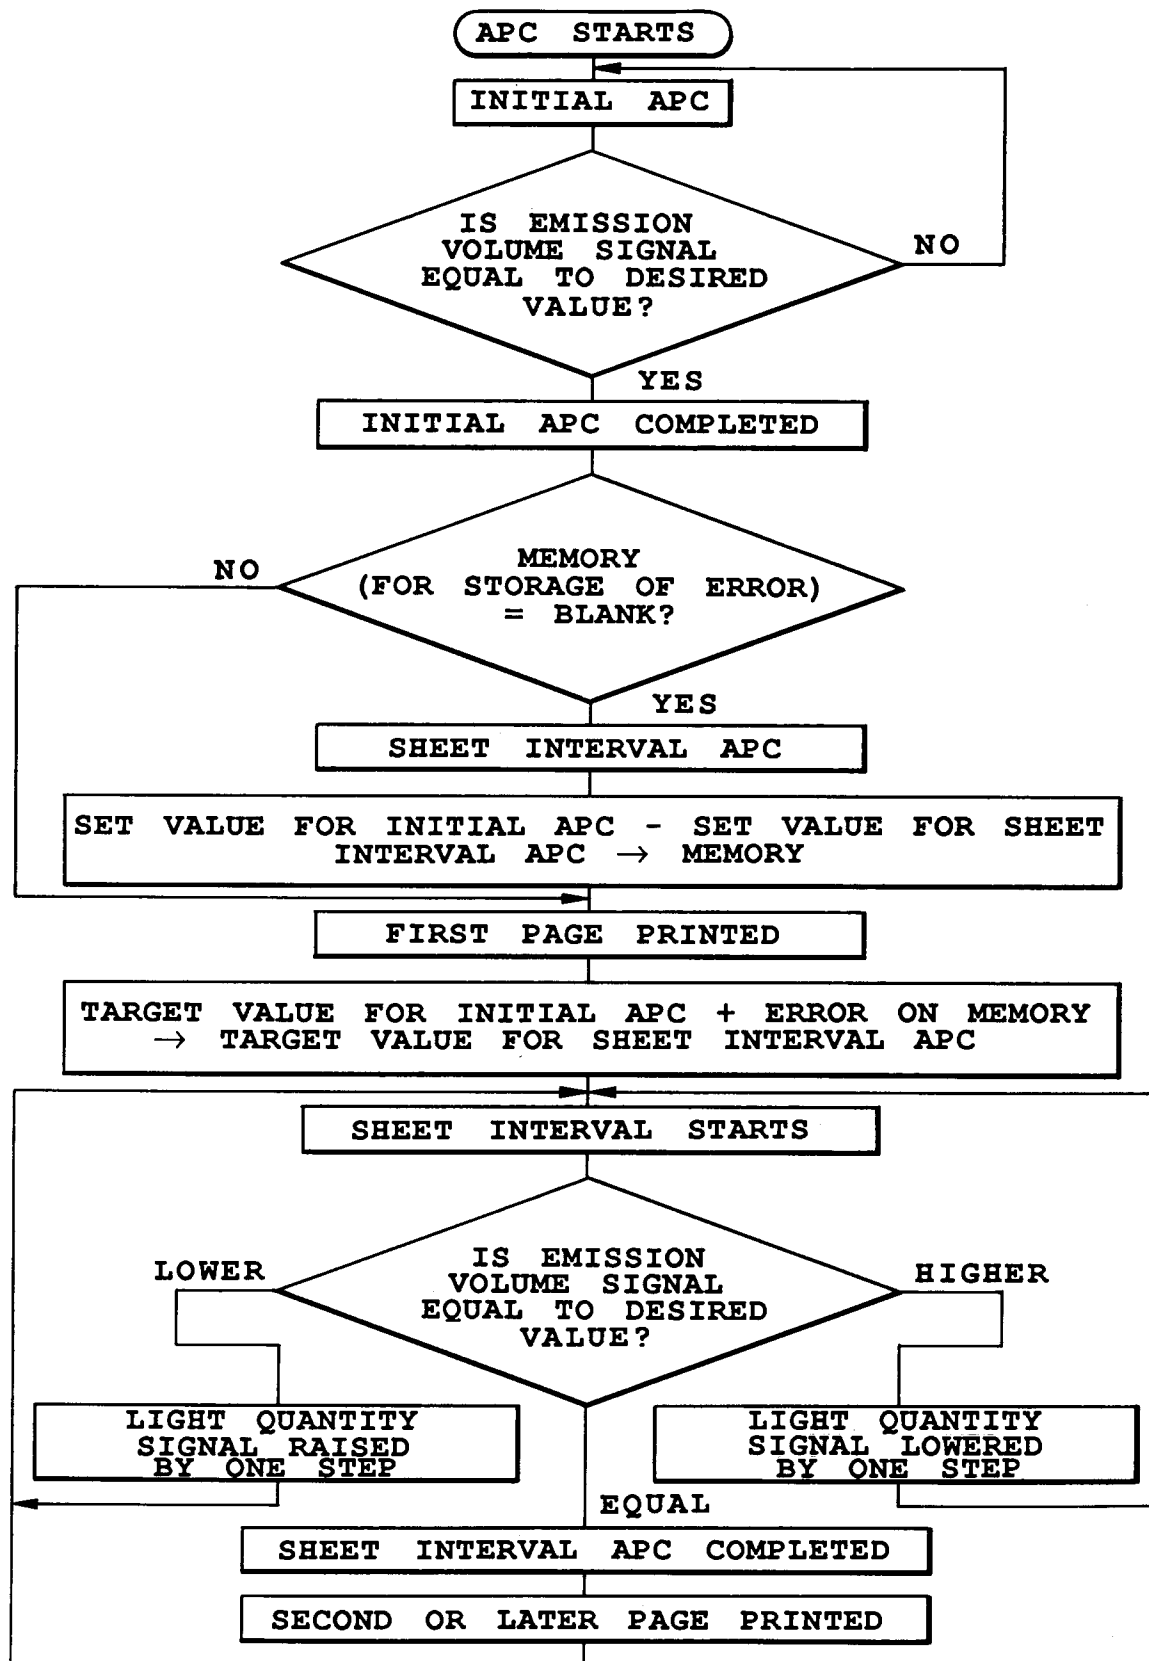 APC STARTS
INITIAL APC
IS EMISSION
VOLUME SIGNAL
EQUAL TO DESIRED
VALUE?
NO
YES
INITIAL APC COMPLETED
MEMORY
(FOR STORAGE OF ERROR)
= BLANK?
NO
YES
SHEET INTERVAL APC
SET VALUE FOR INITIAL APC - SET VALUE FOR SHEET
INTERVAL APC → MEMORY
FIRST PAGE PRINTED
TARGET VALUE FOR INITIAL APC + ERROR ON MEMORY
→ TARGET VALUE FOR SHEET INTERVAL APC
SHEET INTERVAL STARTS
IS EMISSION
VOLUME SIGNAL
EQUAL TO DESIRED
VALUE?
LOWER
HIGHER
LIGHT QUANTITY
SIGNAL RAISED
BY ONE STEP
LIGHT QUANTITY
SIGNAL LOWERED
BY ONE STEP
EQUAL
SHEET INTERVAL APC COMPLETED
SECOND OR LATER PAGE PRINTED